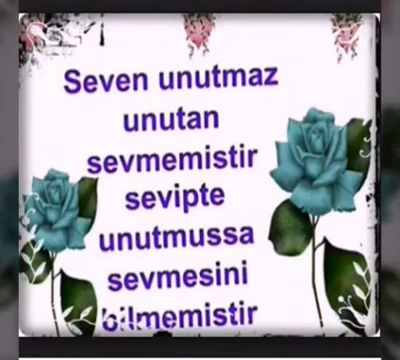 Seven unutmaz
unutan
sevmemistir
sevipte
unutmussa
sevmesini
bilmemistir